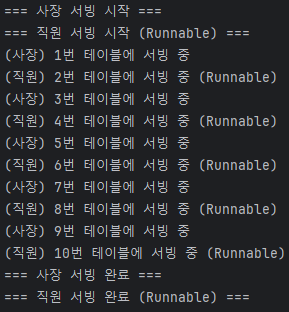 === 사장 서빙 시작 ===
=== 직원 서빙 시작 (Runnable) ===
(사장) 1번 테이블에 서빙 중
(직원) 2번 테이블에 서빙 중 (Runnable)
(사장) 3번 테이블에 서빙 중
(직원) 4번 테이블에 서빙 중 (Runnable)
(사장) 5번 테이블에 서빙 중
(직원) 6번 테이블에 서빙 중 (Runnable)
(사장) 7번 테이블에 서빙 중
(직원) 8번 테이블에 서빙 중 (Runnable)
(사장) 9번 테이블에 서빙 중
(직원) 10번 테이블에 서빙 중 (Runnable)
=== 사장 서빙 완료 ===
=== 직원 서빙 완료 (Runnable) ===